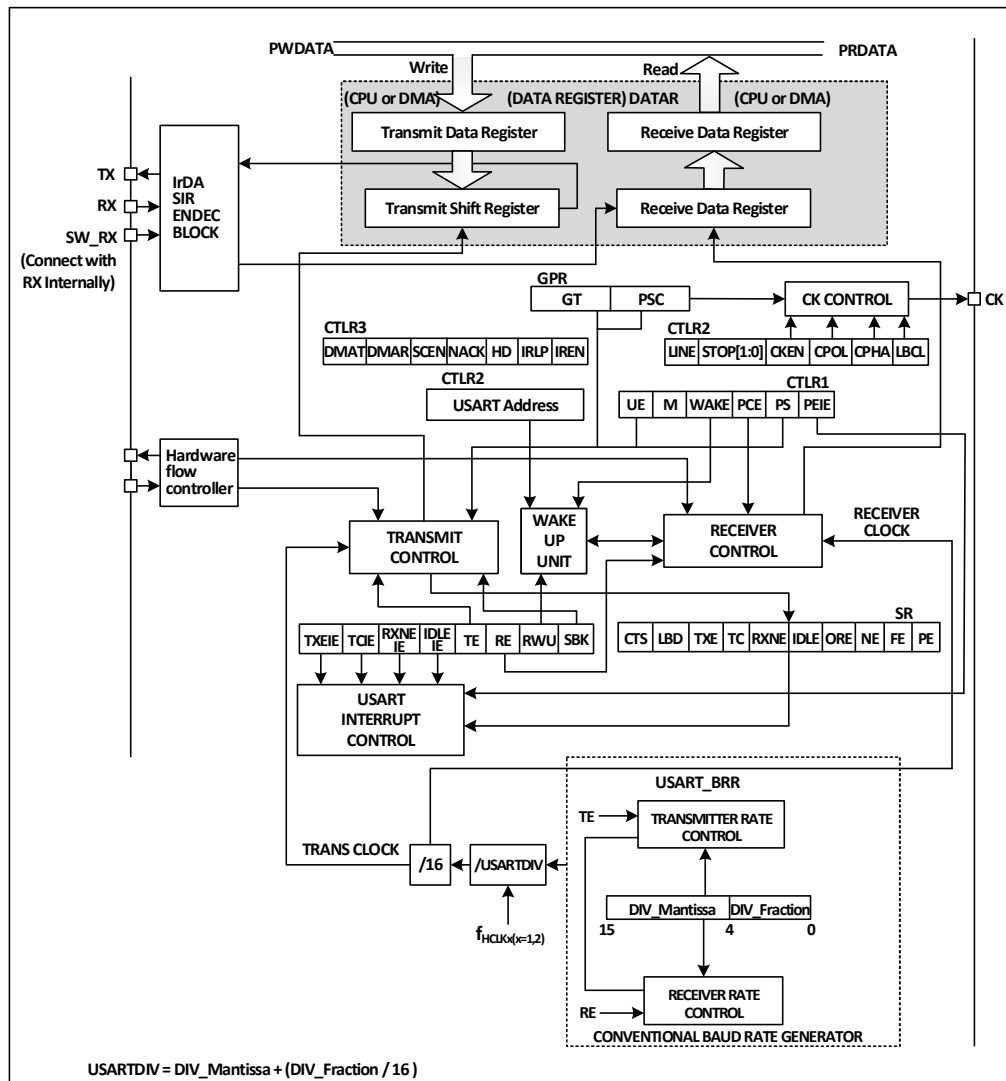 PWDATA
PRDATA
Write
Read
(CPU or DMA)
(DATA REGISTER) DATAR
(CPU or DMA)
Transmit Data Register
Receive Data Register
TX
RX
SW_RX
(Connect with
RX Internally)
IrDA
SIR
ENDEC
BLOCK
Transmit Shift Register
Receive Data Register
GPR
GT
PSC
CK CONTROL
CK
CTLR3
DMAT
DMAR
SCEN
NACK
HD
IRLP
IREN
CTLR2
LINE
STOP[1:0]
CKEN
CPOL
CPHA
LBCL
CTLR2
USART Address
CTLR1
UE
M
WAKE
PCE
PS
PEIE
Hardware
flow
controller
TRANSMIT
CONTROL
WAKE
UP
UNIT
RECEIVER
CONTROL
RECEIVER
CLOCK
TXEIE
TCIE
RXNE
IE
IDLE
IE
TE
RE
RWU
SBK
SR
CTS
LBD
TXE
TC
RXNE
IDLE
ORE
NE
FE
PE
USART
INTERRUPT
CONTROL
USART_BRR
TE
TRANSMITTER RATE
CONTROL
TRANS CLOCK
/16
/USARTDIV
fHCLKx(x=1,2)
DIV_Mantissa
DIV_Fraction
15
4
0
RE
RECEIVER RATE
CONTROL
CONVENTIONAL BAUD RATE GENERATOR
USARTDIV = DIV_Mantissa + (DIV_Fraction / 16 )